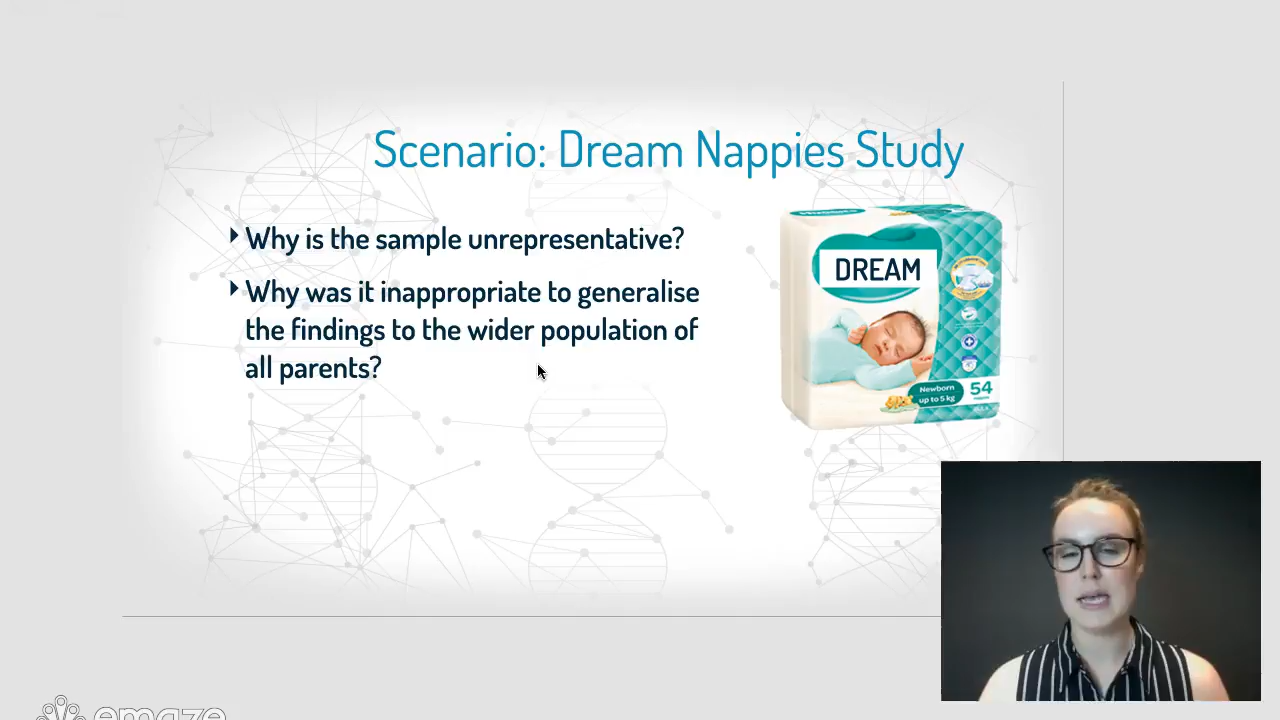 Scenario: Dream Nappies Study
Why is the sample unrepresentative?
Why was it inappropriate to generalise
the findings to the wider population of
all parents?
DREAM
Newborn
up to 5 kg
54
nappies
emaze